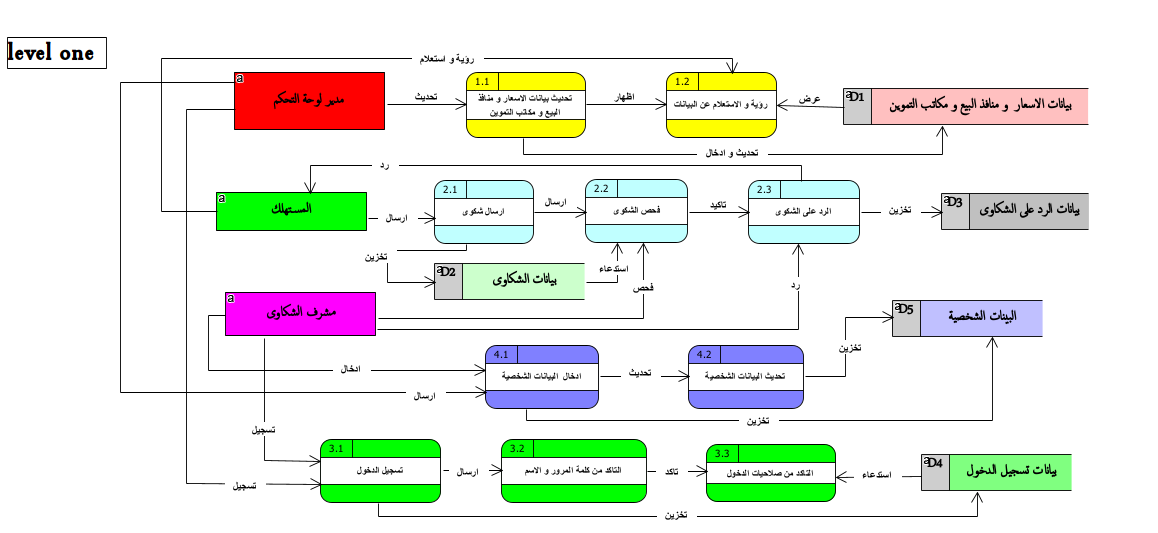 level one
رؤية و استعلام
a
مدير لوحة التحكم
تحديث
1.1
تحديث بيانات الاسعار و منافذ
البيع و مكاتب التموين
اظهار
1.2
رؤية و الاستعلام عن البيانات
عرض
aD1
بيانات الاسعار و منافذ البيع و مكاتب التموين
تحديث و ادخال
رد
a
المستهلك
ارسال
2.1
ارسال شكوى
ارسال
2.2
فحص الشكوى
تاكيد
2.3
الرد على الشكوى
تخزين
aD3
بيانات الرد على الشكاوى
تخزين
aD2
بيانات الشكاوى
استدعاء
فحص
رد
a
مشرف الشكاوى
aD5
البينات الشخصية
تخزين
ادخال
ارسال
4.1
ادخال البيانات الشخصية
تحديث
4.2
تحديث البيانات الشخصية
تخزين
تسجيل
تسجيل
3.1
تسجيل الدخول
ارسال
3.2
التاكد من كلمة المرور و الاسم
تاكد
3.3
التاكد من صلاحيات الدخول
استدعاء
aD4
بيانات تسجيل الدخول
تخزين